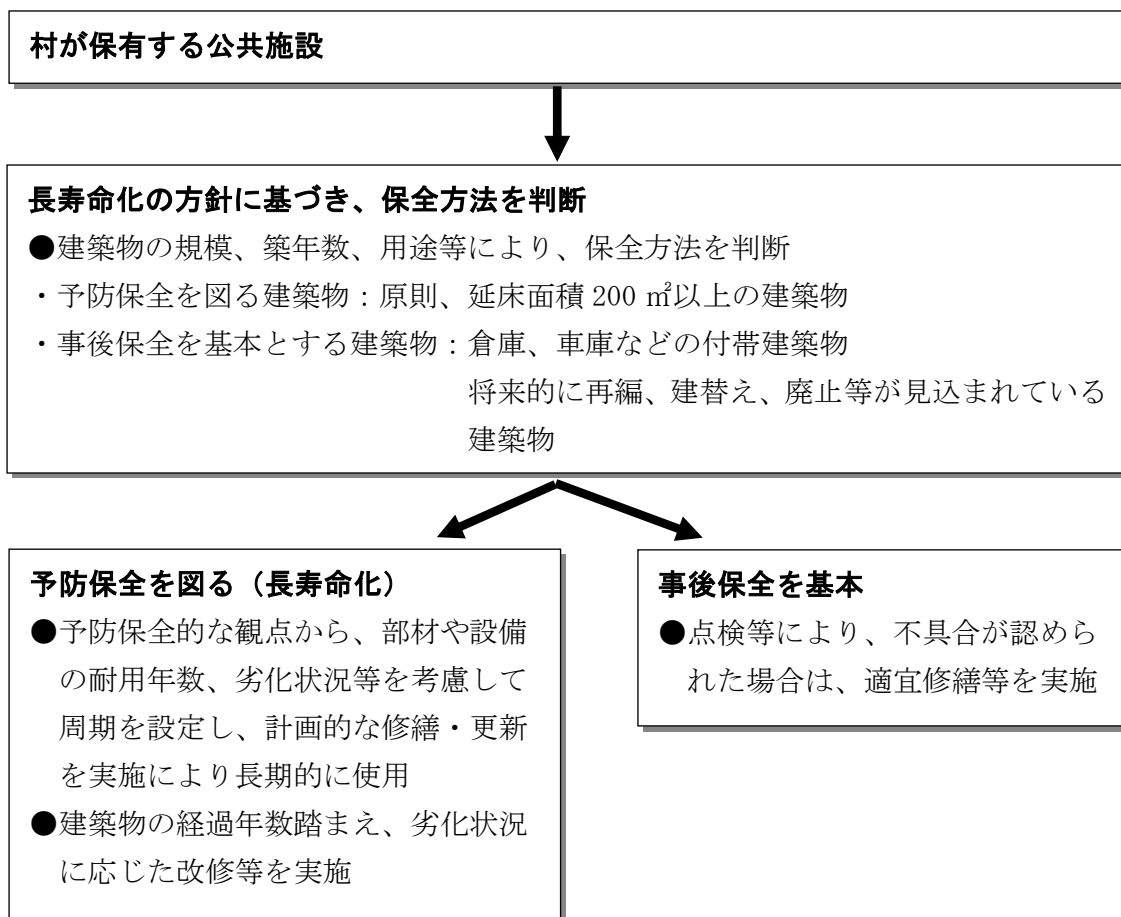 村が保有する公共施設
長寿命化の方針に基づき、保全方法を判断
●建築物の規模、築年数、用途等により、保全方法を判断
・予防保全を図る建築物：原則、延床面積 200 ㎡以上の建築物
・事後保全を基本とする建築物：倉庫、車庫などの付帯建築物
将来的に再編、建替え、廃止等が見込まれている
建築物
予防保全を図る（長寿命化）
●予防保全的な観点から、部材や設備
の耐用年数、劣化状況等を考慮して
周期を設定し、計画的な修繕・更新
を実施により長期的に使用
●建築物の経過年数踏まえ、劣化状況
に応じた改修等を実施
事後保全を基本
●点検等により、不具合が認めら
れた場合は、適宜修繕等を実施